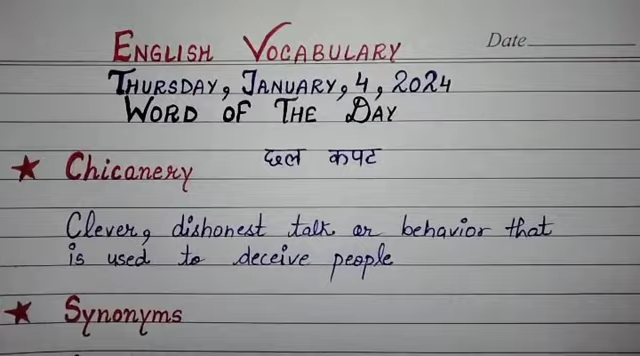 ENGLISH VOCABULARY
Date
THURSDAY, JANUARY, 4, 2024
WORD OF THE DAY
★ Chicanery छल कपट
Clever, dishonest talk or behavior that
is used to deceive people
★ Synonyms